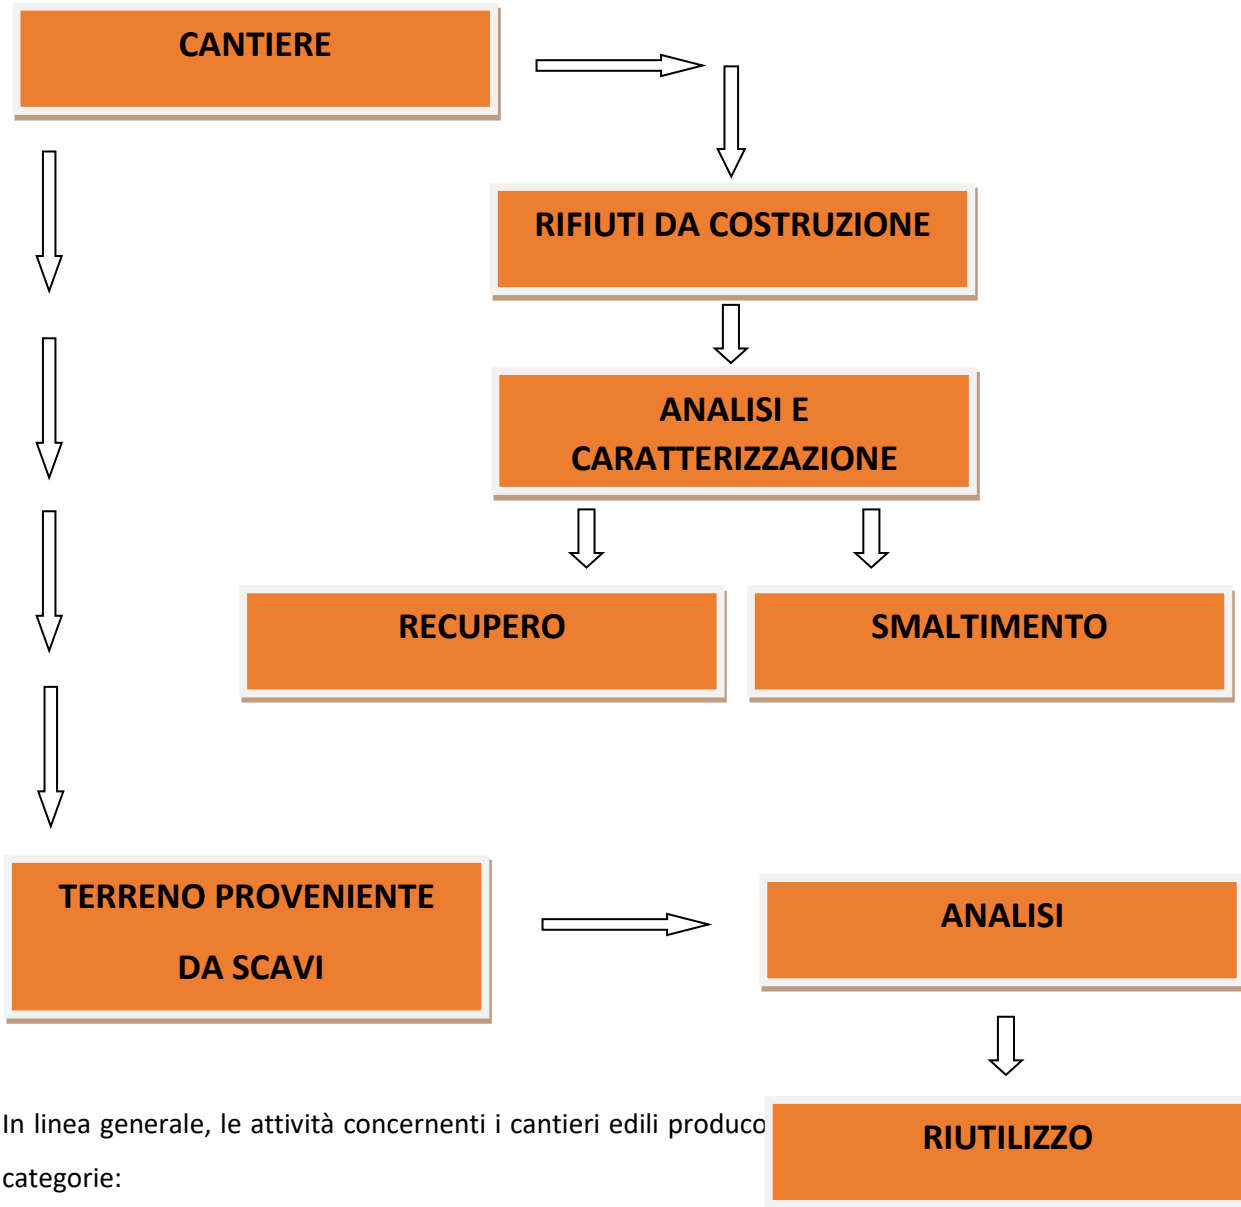 CANTIERE
RIFIUTI DA COSTRUZIONE
ANALISI E
CARATTERIZZAZIONE
RECUPERO
SMALTIMENTO
TERRENO PROVENIENTE
DA SCAVI
ANALISI
In linea generale, le attività concernenti i cantieri edili produco
categorie:
RIUTILIZZO